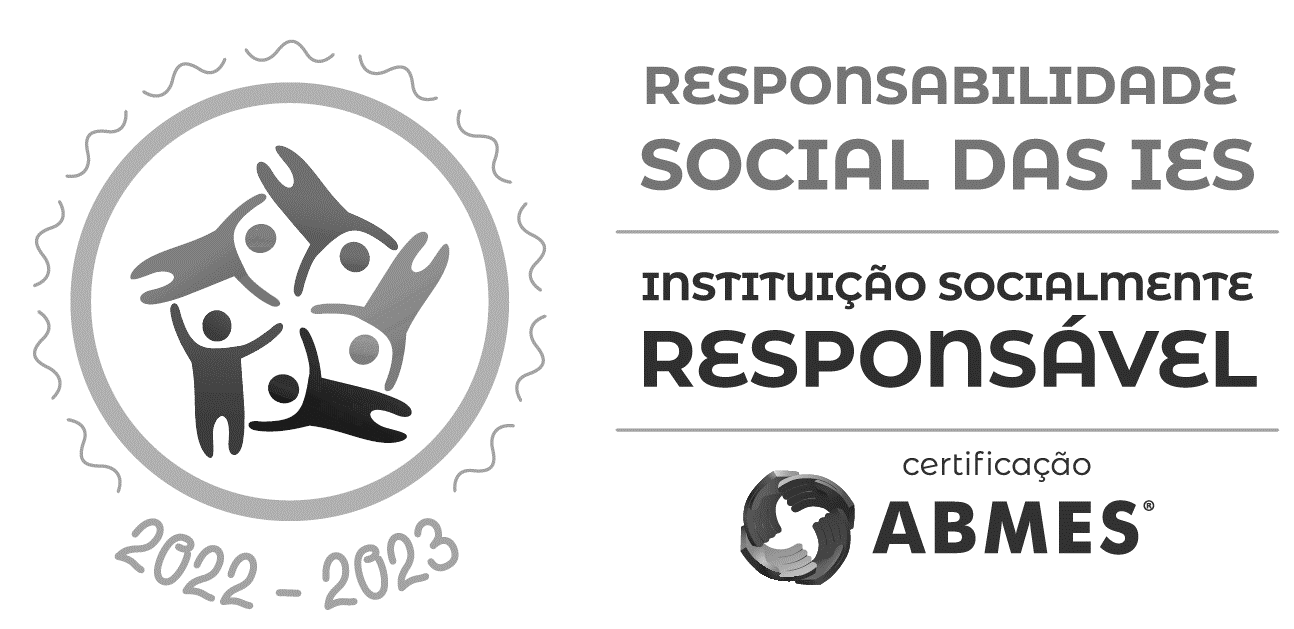 RESPONSABILIDADE
SOCIAL DAS IES
INSTITUIÇÃO SOCIALMENTE
RESPONSÁVEL
certificação
ABMES®
2022 - 2023